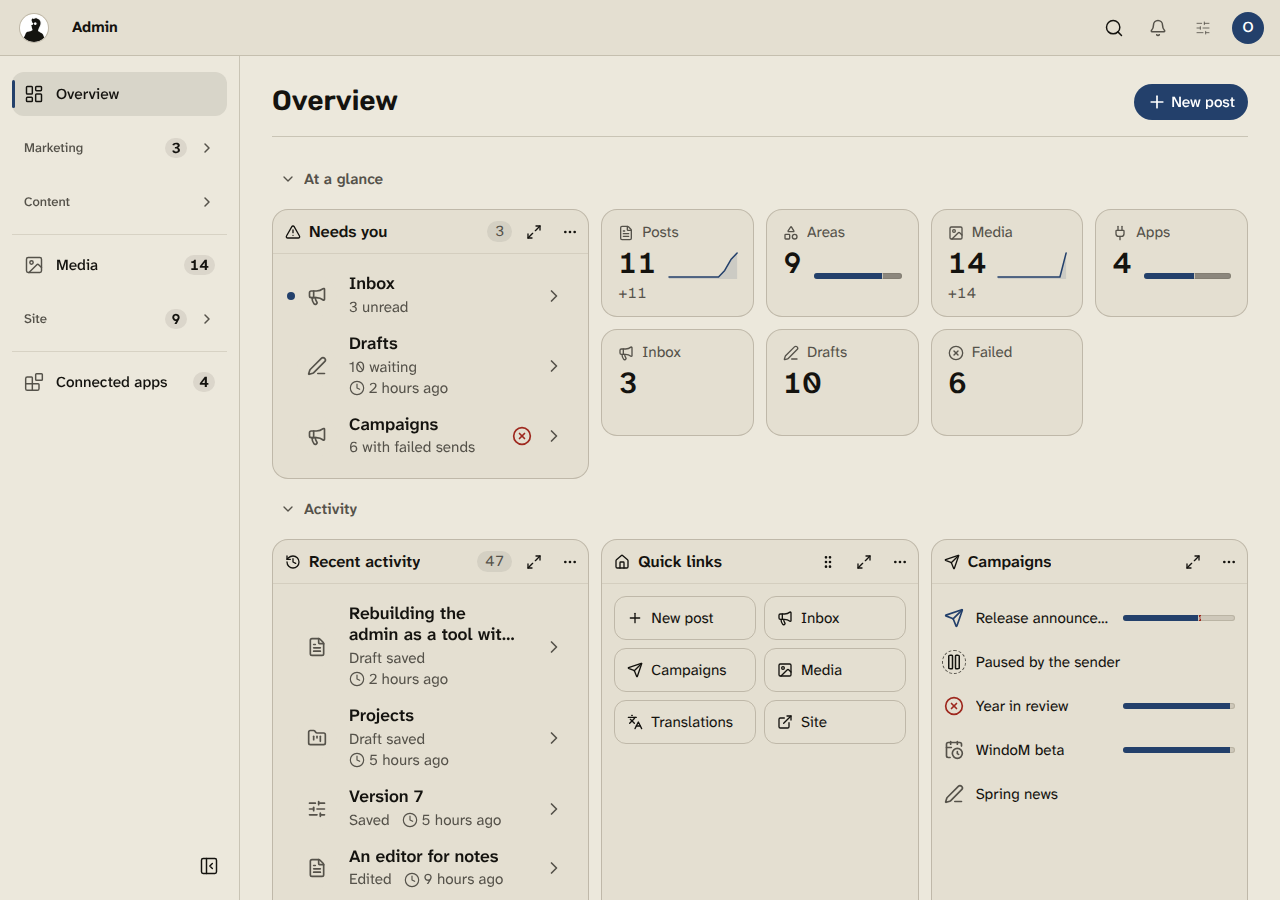 Admin
O
Overview
Marketing 3
Content
Media 14
Site 9
Connected apps 4
Overview
New post
At a glance
Needs you 3
Inbox
3 unread
Drafts
10 waiting
2 hours ago
Campaigns
6 with failed sends
Posts
11
+11
Areas
9
Media
14
+14
Apps
4
Inbox
3
Drafts
10
Failed
6
Activity
Recent activity 47
Rebuilding the
admin as a tool wit...
Draft saved
2 hours ago
Projects
Draft saved
5 hours ago
Version 7
Saved 5 hours ago
An editor for notes
Edited 9 hours ago
Quick links
New post
Inbox
Campaigns
Media
Translations
Site
Campaigns
Release announce...
Paused by the sender
Year in review
WindoM beta
Spring news